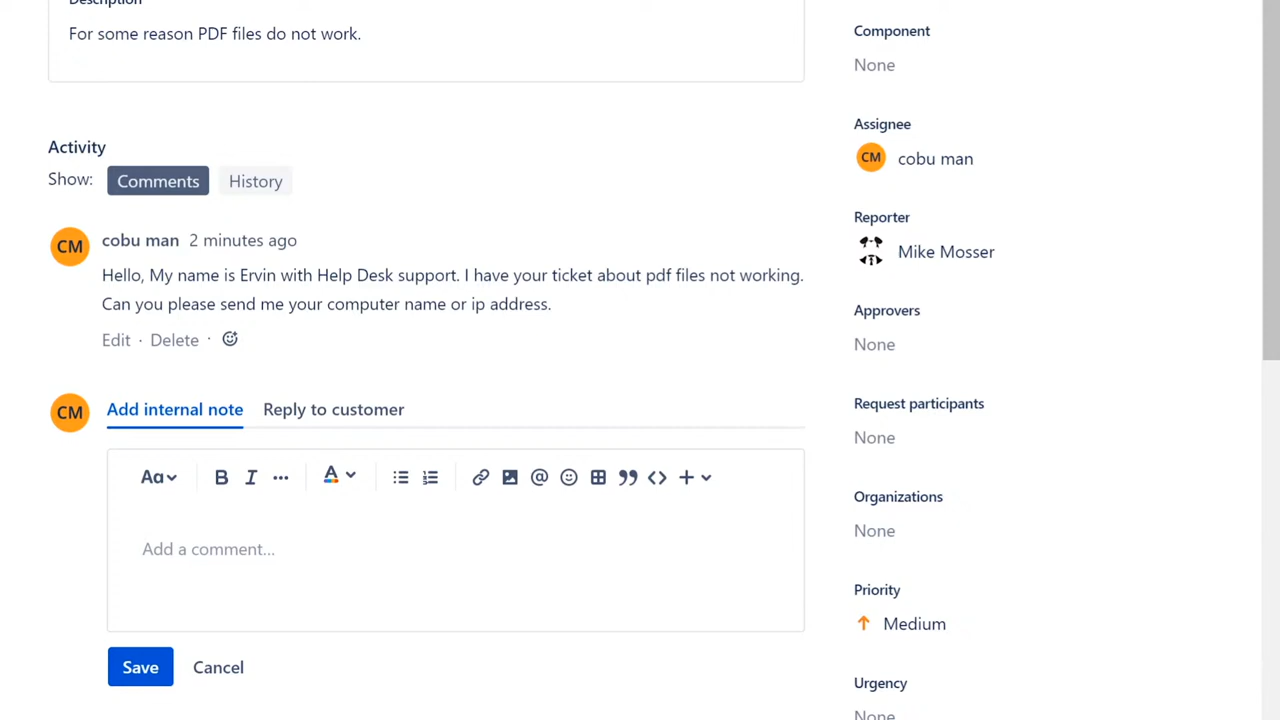 Description
For some reason PDF files do not work.
Component
None
Activity
Assignee
CM cobu man
Show: Comments History
Reporter
Mike Mosser
CM cobu man 2 minutes ago
Hello, My name is Ervin with Help Desk support. I have your ticket about pdf files not working.
Can you please send me your computer name or ip address.
Edit · Delete ·
Approvers
None
CM Add internal note Reply to customer
Request participants
None
Aa B I ... A @ <> +
Organizations
None
Add a comment...
Priority
Medium
Save Cancel
Urgency
None